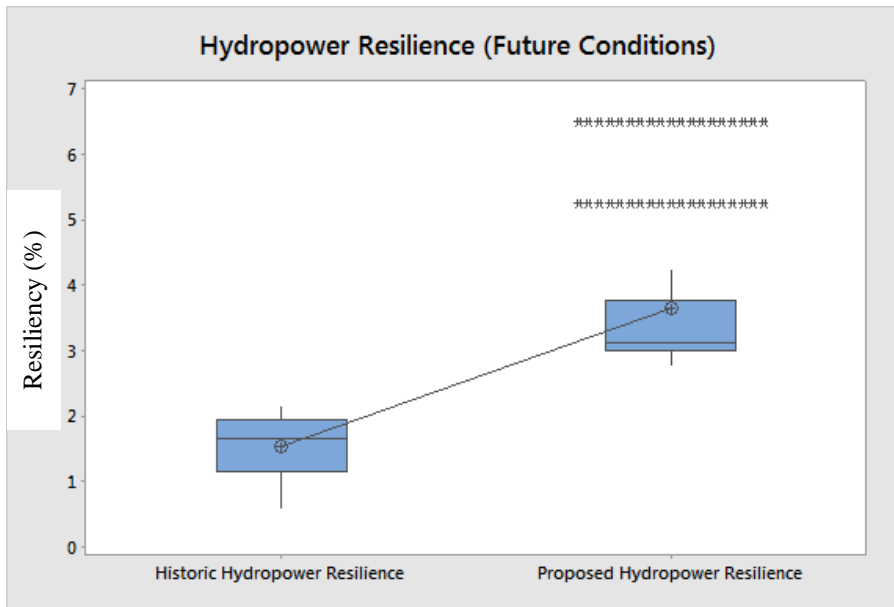 Hydropower Resilience (Future Conditions)
Resiliency (%)
7
6
5
4
3
2
1
0
Historic Hydropower Resilience
Proposed Hydropower Resilience